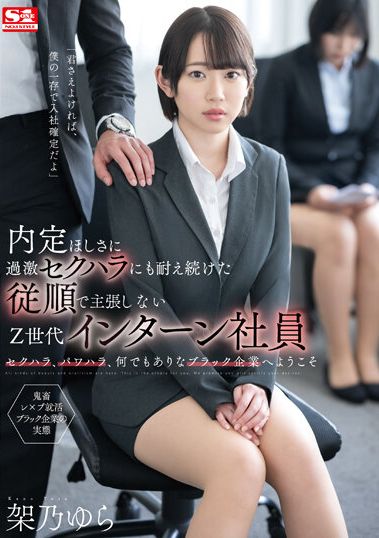 S1
NO.1 STYLE
「君さえよければ、
僕の一存で入社確定だよ」
内定ほしさに
過激セクハラにも耐え続けた
従順で主張しない
Z世代インターン社員
セクハラ、パワハラ、何でもありなブラック企業へようこそ
鬼畜
レ×プ就活
ブラック企業の
実態
架乃ゆら